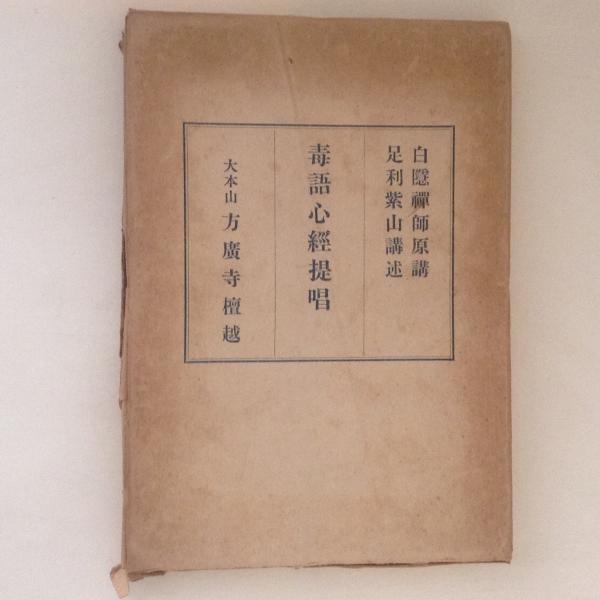 白隱禪師原講
足利紫山講述
毒語心經提唱
大本山 方廣寺檀越